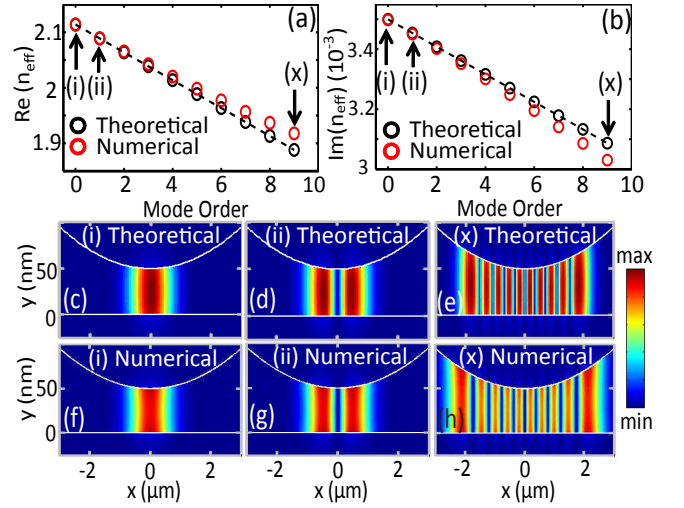 2.1
2
1.9
Re (n_eff)
(a)
(i) (ii)
(x)
Theoretical
Numerical
0 2 4 6 8 10
Mode Order
3.4
3.2
3
Im(n_eff) (10^-3)
(b)
(i) (ii)
(x)
Theoretical
Numerical
0 2 4 6 8 10
Mode Order
(i) Theoretical
(ii) Theoretical
(x) Theoretical
y (nm)
50
0
(c)
(d)
(e)
max
min
(i) Numerical
(ii) Numerical
(x) Numerical
y (nm)
50
0
(f)
(g)
(h)
-2 0 2
-2 0 2
-2 0 2
x (μm)
x (μm)
x (μm)